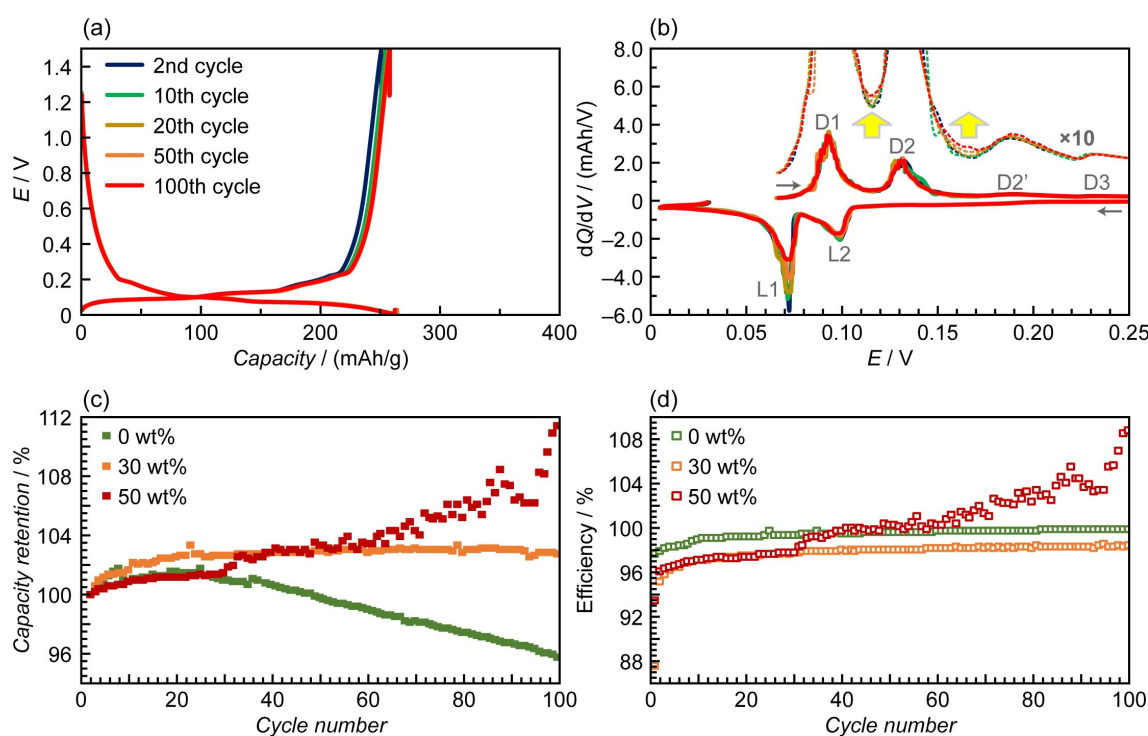 (a)
1.4
1.2
1.0
0.8
0.6
0.4
0.2
0
E / V
2nd cycle
10th cycle
20th cycle
50th cycle
100th cycle
0 100 200 300 400
Capacity / (mAh/g)
(b)
8.0
6.0
4.0
2.0
0
–2.0
–4.0
–6.0
dQ/dV / (mAh/V)
D1
D2
×10
D2’
D3
L2
L1
0 0.05 0.10 0.15 0.20 0.25
E / V
(c)
112
108
104
100
96
Capacity retention / %
0 wt%
30 wt%
50 wt%
0 20 40 60 80 100
Cycle number
(d)
108
104
100
96
92
88
Efficiency / %
0 wt%
30 wt%
50 wt%
0 20 40 60 80 100
Cycle number